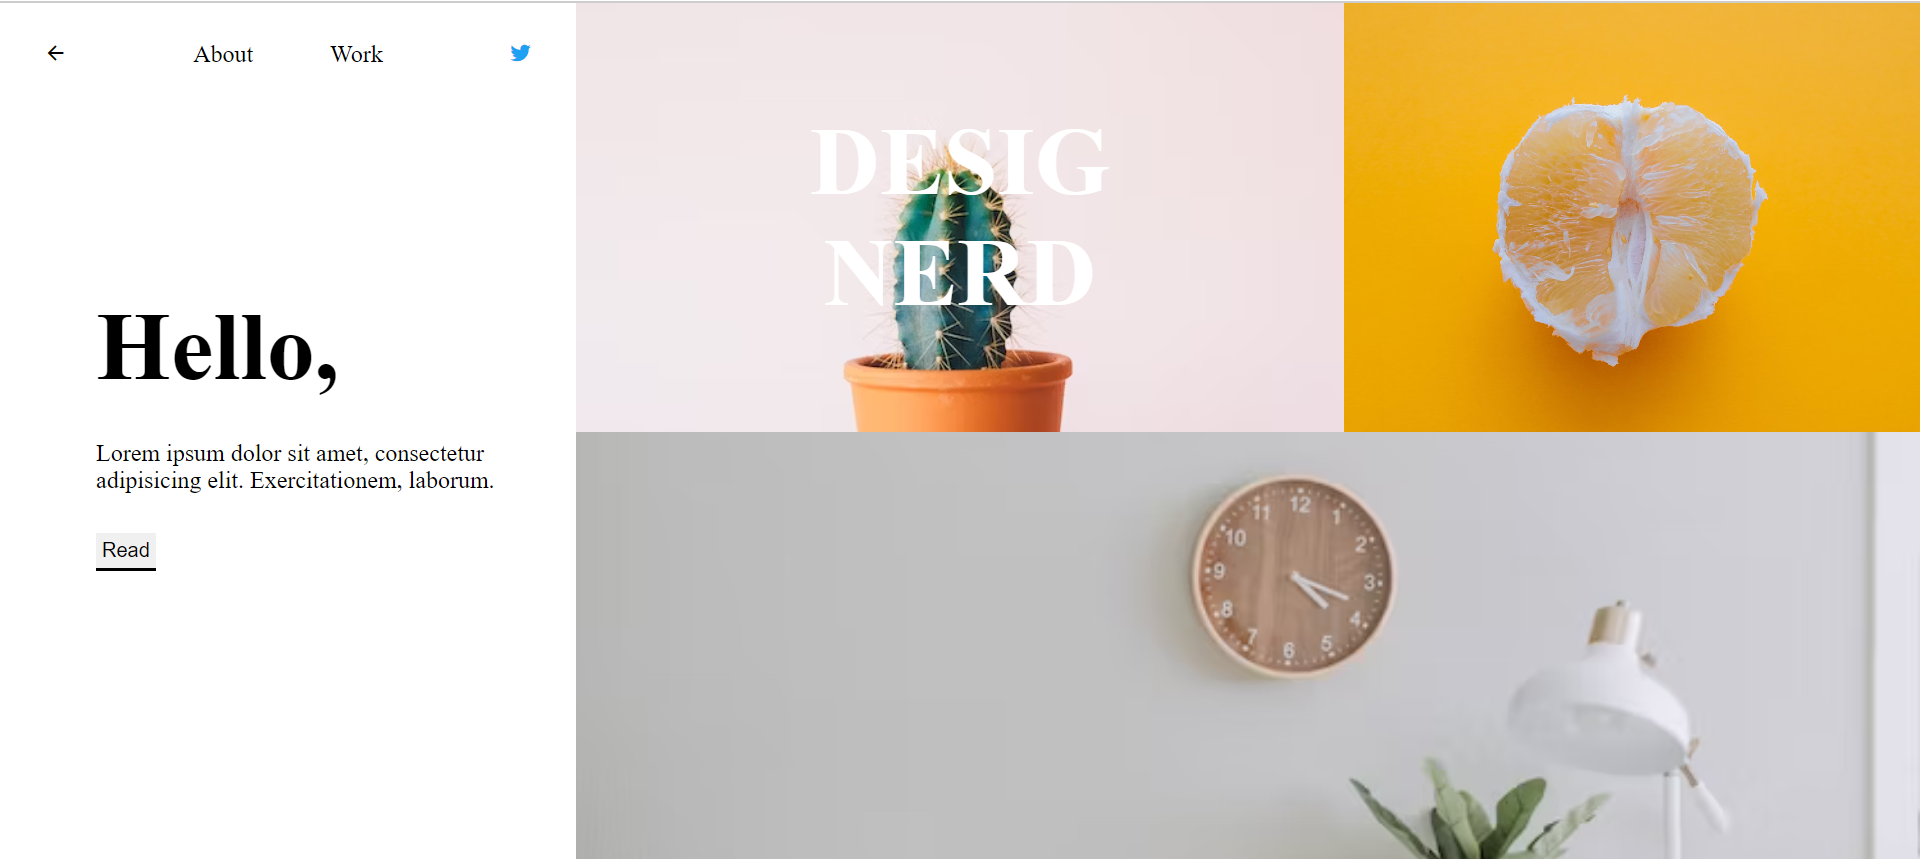 About Work
Hello,
Lorem ipsum dolor sit amet, consectetur
adipisicing elit. Exercitationem, laborum.
Read
DESIG
NERD
12
1
2
3
4
5
6
7
8
9
10
11